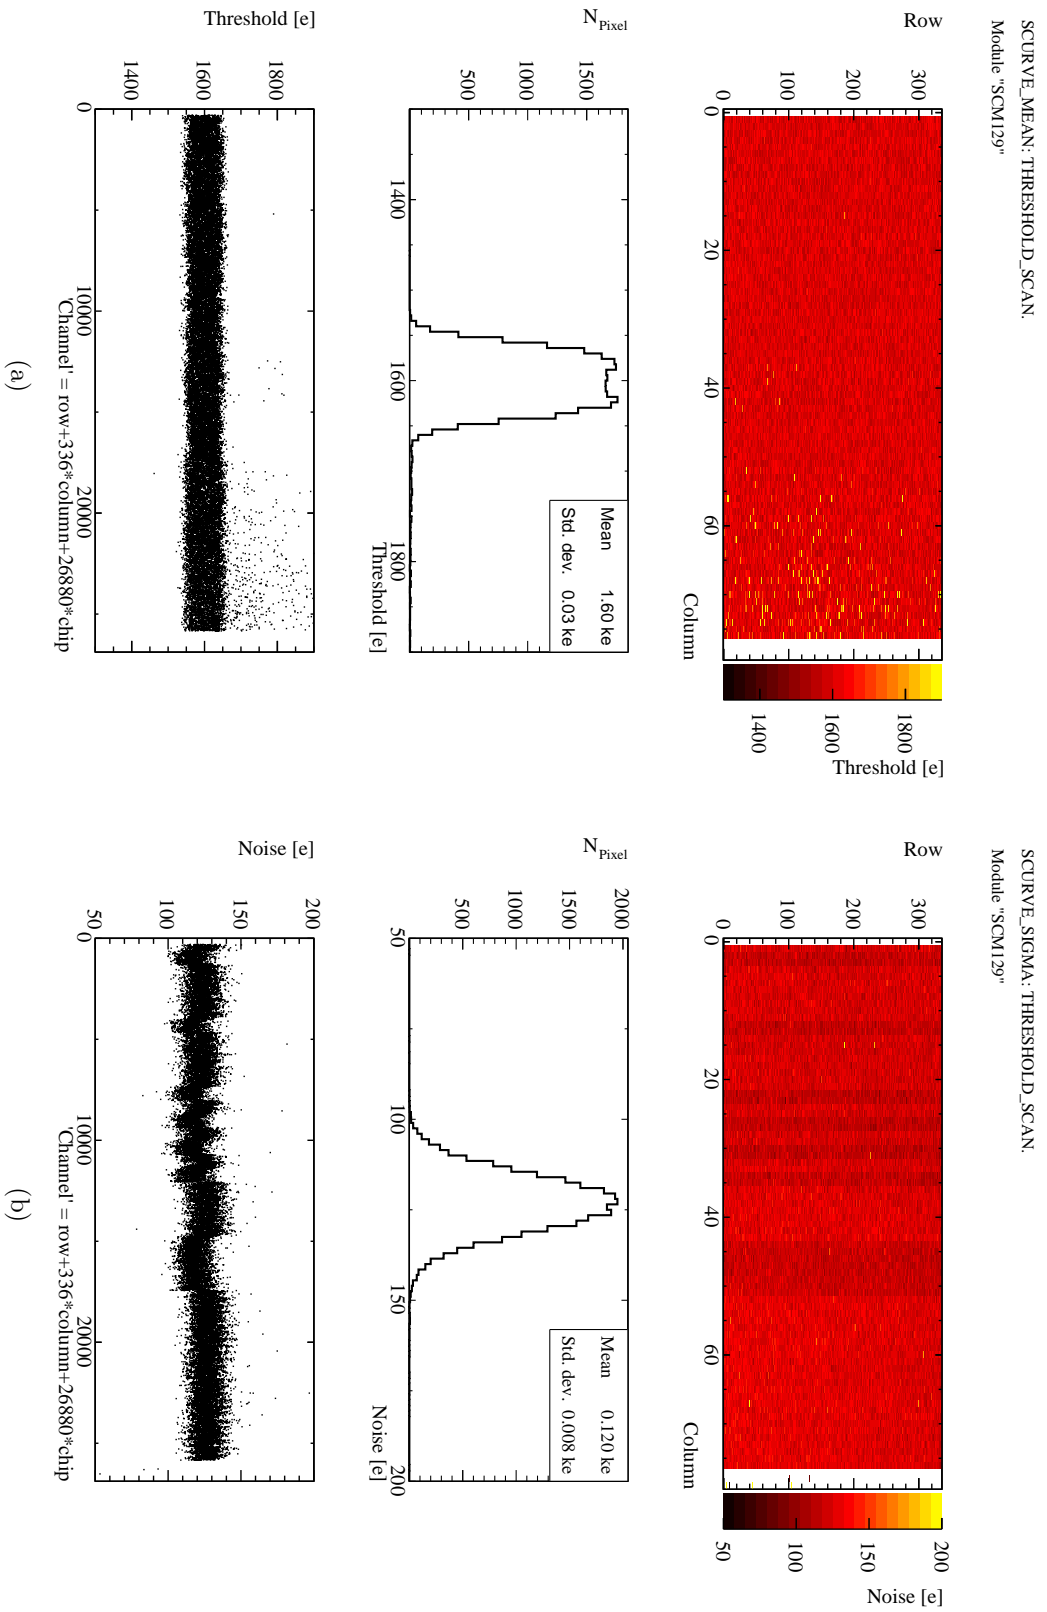 SCURVE_MEAN: THRESHOLD_SCAN.
Module "SCM129"
Row
0
100
200
300
0
20
40
60
Column
1400
1600
1800
Threshold [e]
N_Pixel
500
1000
1500
1400
1600
1800
Threshold [e]
Mean 1.60 ke
Std. dev. 0.03 ke
Threshold [e]
1400
1600
1800
0
10000
20000
'Channel' = row+336*column+26880*chip
(a)
SCURVE_SIGMA: THRESHOLD_SCAN.
Module "SCM129"
Row
0
100
200
300
0
20
40
60
Column
50
100
150
200
Noise [e]
N_Pixel
500
1000
1500
2000
50
100
150
200
Noise [e]
Mean 0.120 ke
Std. dev. 0.008 ke
Noise [e]
50
100
150
200
0
10000
20000
'Channel' = row+336*column+26880*chip
(b)